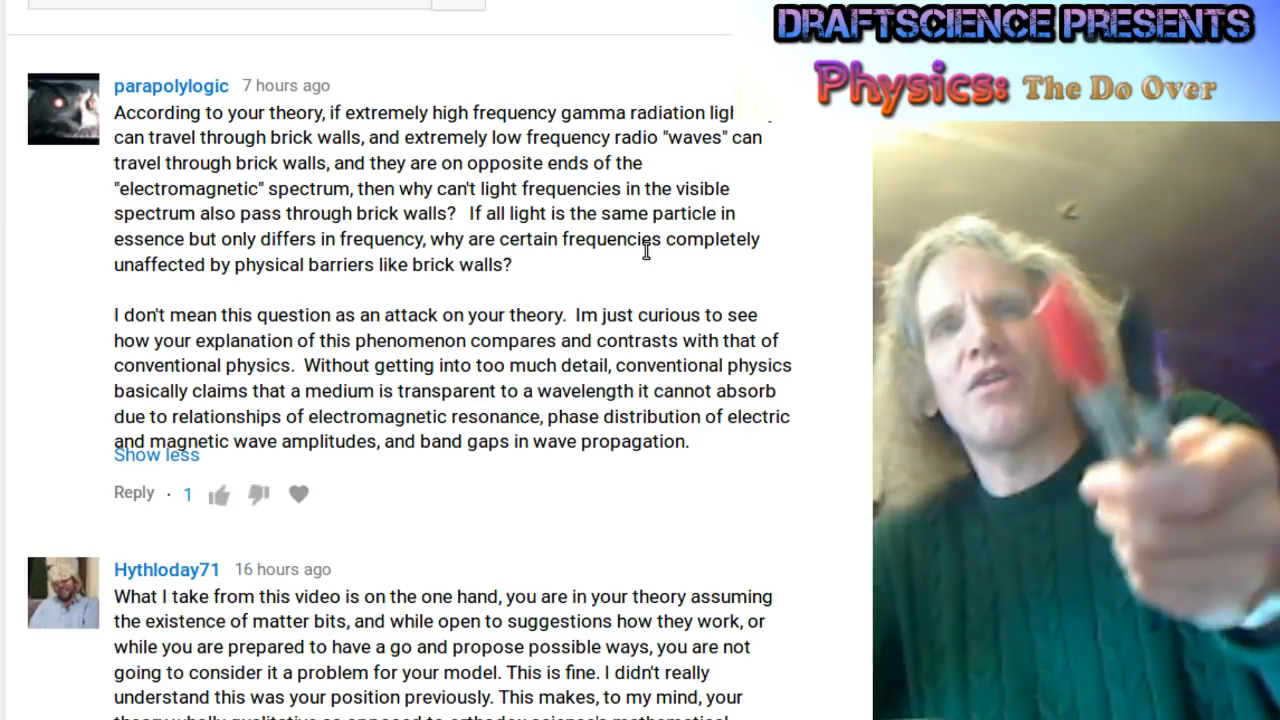 DRAFTSCIENCE PRESENTS
Physics: The Do Over
parapolylogic 7 hours ago
According to your theory, if extremely high frequency gamma radiation
can travel through brick walls, and extremely low frequency radio "waves" can
travel through brick walls, and they are on opposite ends of the
"electromagnetic" spectrum, then why can't light frequencies in the visible
spectrum also pass through brick walls? If all light is the same particle in
essence but only differs in frequency, why are certain frequencies completely
unaffected by physical barriers like brick walls?
I don't mean this question as an attack on your theory. Im just curious to see
how your explanation of this phenomenon compares and contrasts with that of
conventional physics. Without getting into too much detail, conventional physics
basically claims that a medium is transparent to a wavelength it cannot absorb
due to relationships of electromagnetic resonance, phase distribution of electric
and magnetic wave amplitudes, and band gaps in wave propagation.
Show less
Reply · 1
Hythloday71 16 hours ago
What I take from this video is on the one hand, you are in your theory assuming
the existence of matter bits, and while open to suggestions how they work, or
while you are prepared to have a go and propose possible ways, you are not
going to consider it a problem for your model. This is fine. I didn't really
understand this was your position previously. This makes, to my mind, your